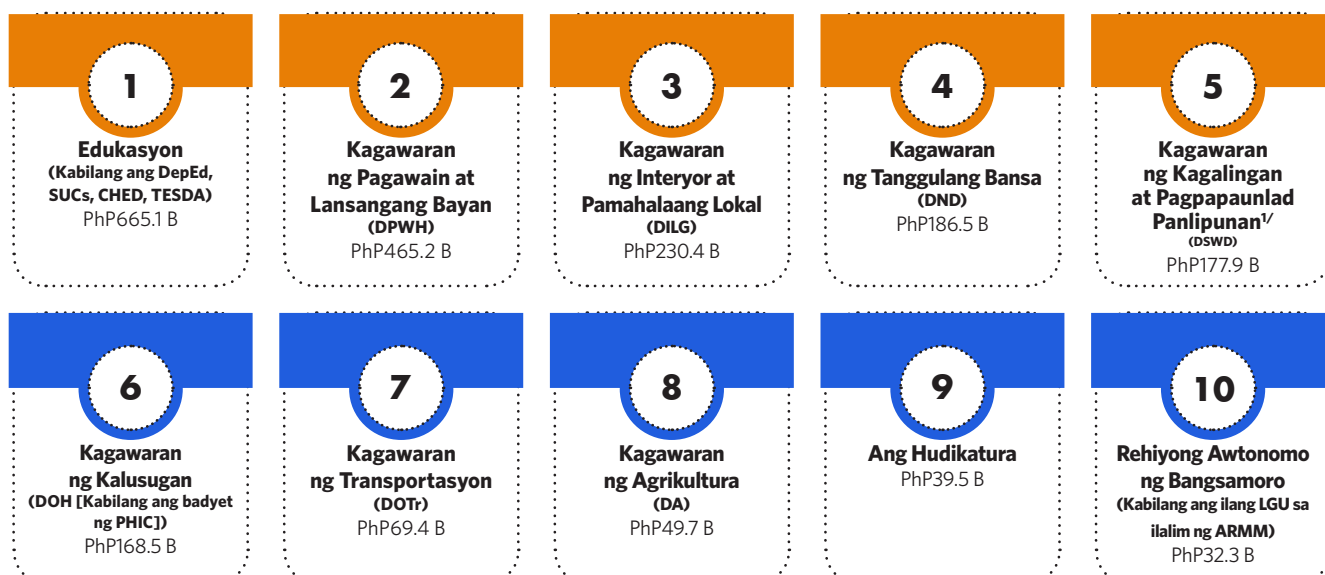 1
Edukasyon
(Kabilang ang DepEd,
SUCs, CHED, TESDA)
PhP665.1 B
2
Kagawaran
ng Pagawain at
Lansangang Bayan
(DPWH)
PhP465.2 B
3
Kagawaran
ng Interyor at
Pamahalaang Lokal
(DILG)
PhP230.4 B
4
Kagawaran
ng Tanggulang Bansa
(DND)
PhP186.5 B
5
Kagawaran
ng Kagalingan
at Pagpapaunlad
Panlipunan¹/
(DSWD)
PhP177.9 B
6
Kagawaran
ng Kalusugan
(DOH [Kabilang ang badyet
ng PHIC])
PhP168.5 B
7
Kagawaran
ng Transportasyon
(DOTr)
PhP69.4 B
8
Kagawaran
ng Agrikultura
(DA)
PhP49.7 B
9
Ang Hudikatura
PhP39.5 B
10
Rehiyong Awtonomo
ng Bangsamoro
(Kabilang ang ilang LGU sa
ilalim ng ARMM)
PhP32.3 B